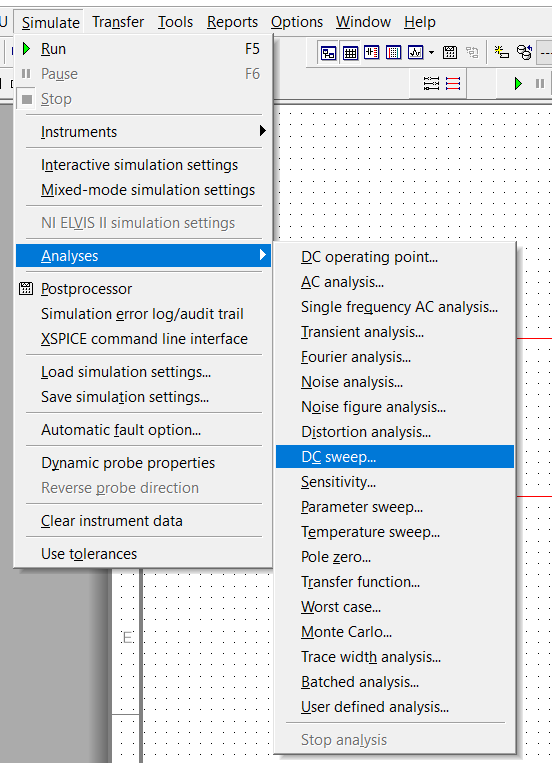 U Simulate Transfer Tools Reports Options Window Help
Run F5
Pause F6
Stop
Instruments
Interactive simulation settings
Mixed-mode simulation settings
NI ELVIS II simulation settings
Analyses
Postprocessor
Simulation error log/audit trail
XSPICE command line interface
Load simulation settings...
Save simulation settings...
Automatic fault option...
Dynamic probe properties
Reverse probe direction
Clear instrument data
Use tolerances
DC operating point...
AC analysis...
Single frequency AC analysis...
Transient analysis...
Fourier analysis...
Noise analysis...
Noise figure analysis...
Distortion analysis...
DC sweep...
Sensitivity...
Parameter sweep...
Temperature sweep...
Pole zero...
Transfer function...
Worst case...
Monte Carlo...
Trace width analysis...
Batched analysis...
User defined analysis...
Stop analysis
E